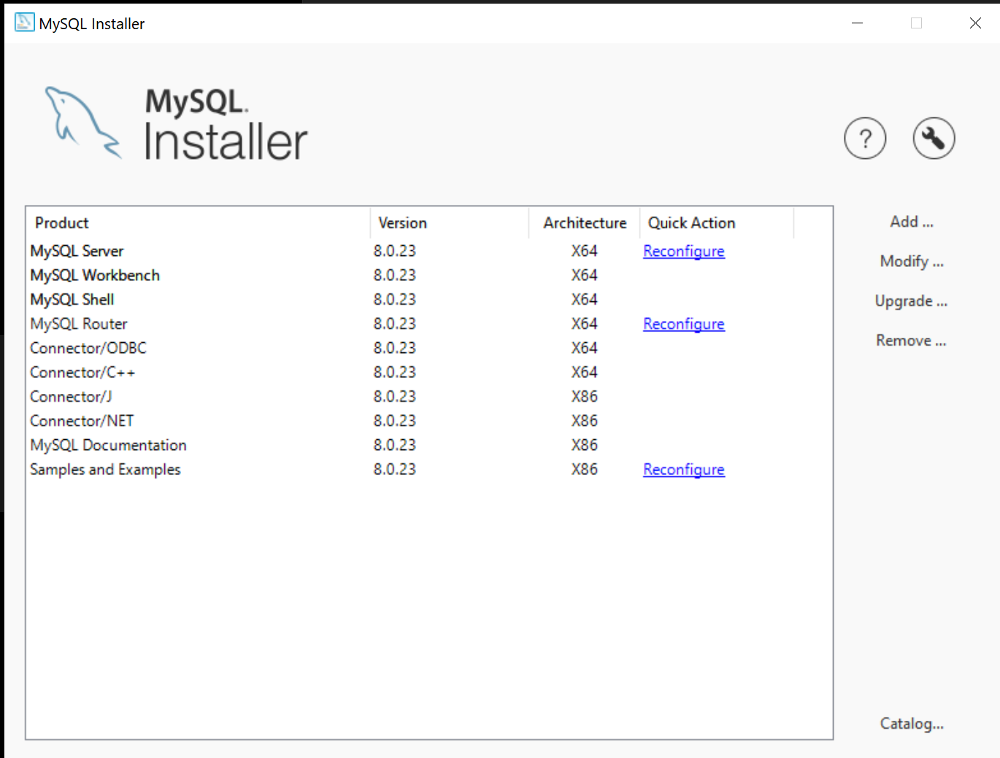 MySQL Installer
MySQL.
Installer
?
Product Version Architecture Quick Action
MySQL Server 8.0.23 X64 Reconfigure
MySQL Workbench 8.0.23 X64
MySQL Shell 8.0.23 X64
MySQL Router 8.0.23 X64 Reconfigure
Connector/ODBC 8.0.23 X64
Connector/C++ 8.0.23 X64
Connector/J 8.0.23 X86
Connector/NET 8.0.23 X86
MySQL Documentation 8.0.23 X86
Samples and Examples 8.0.23 X86 Reconfigure
Add ...
Modify ...
Upgrade ...
Remove ...
Catalog...